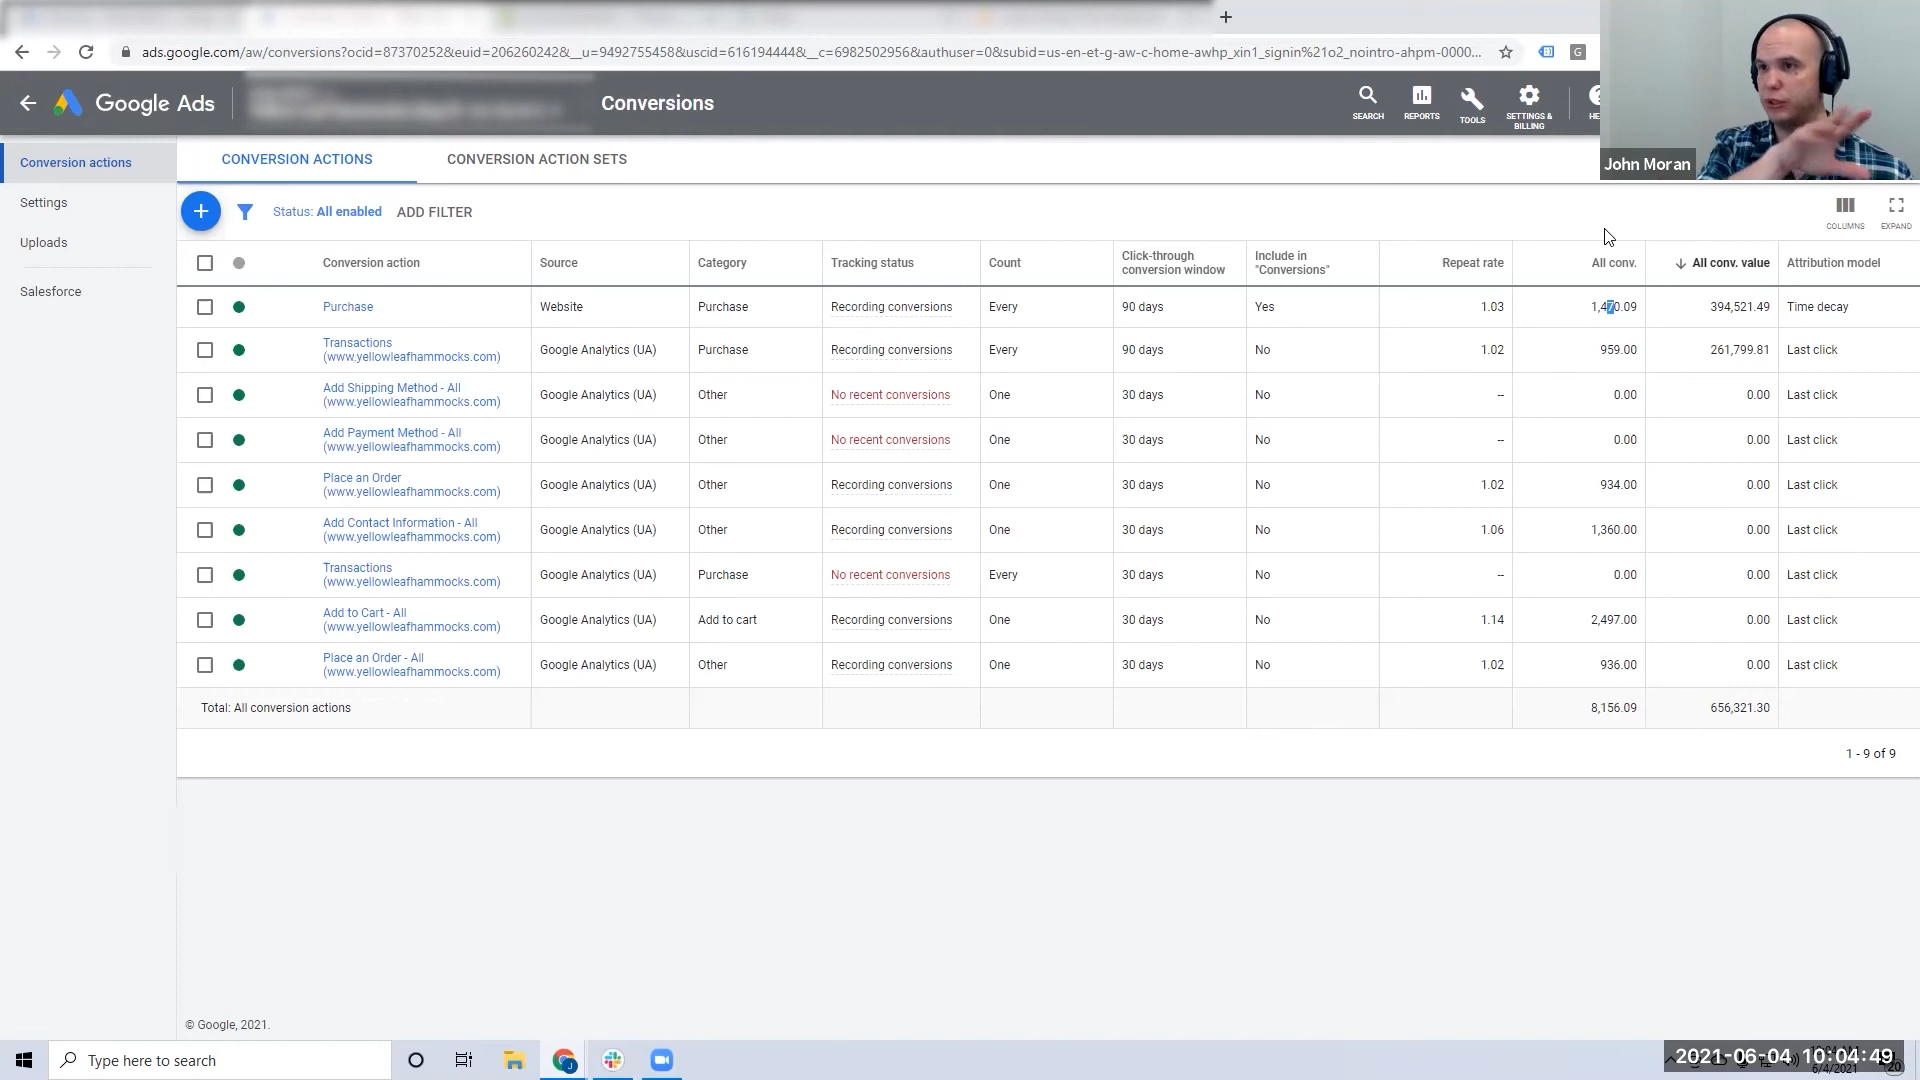 ads.google.com/aw/conversions?ocid=87370252&euid=206260242&__u=9492755458&uscid=616194444&__c=6982502956&authuser=0&subid=us-en-et-g-aw-c-home-awhp_xin1_signin%21o2_nointro-ahpm-0000...
Google Ads
Conversions
SEARCH
REPORTS
TOOLS
SETTINGS & BILLING
HE
John Moran
Conversion actions
Settings
Uploads
Salesforce
CONVERSION ACTIONS
CONVERSION ACTION SETS
Status: All enabled
ADD FILTER
COLUMNS
EXPAND
Conversion action Source Category Tracking status Count Click-through conversion window Include in "Conversions" Repeat rate All conv. All conv. value Attribution model
Purchase Website Purchase Recording conversions Every 90 days Yes 1.03 1,470.09 394,521.49 Time decay
Transactions (www.yellowleafhammocks.com) Google Analytics (UA) Purchase Recording conversions Every 90 days No 1.02 959.00 261,799.81 Last click
Add Shipping Method - All (www.yellowleafhammocks.com) Google Analytics (UA) Other No recent conversions One 30 days No -- 0.00 0.00 Last click
Add Payment Method - All (www.yellowleafhammocks.com) Google Analytics (UA) Other No recent conversions One 30 days No -- 0.00 0.00 Last click
Place an Order (www.yellowleafhammocks.com) Google Analytics (UA) Other Recording conversions One 30 days No 1.02 934.00 0.00 Last click
Add Contact Information - All (www.yellowleafhammocks.com) Google Analytics (UA) Other Recording conversions One 30 days No 1.06 1,360.00 0.00 Last click
Transactions (www.yellowleafhammocks.com) Google Analytics (UA) Purchase No recent conversions Every 30 days No -- 0.00 0.00 Last click
Add to Cart - All (www.yellowleafhammocks.com) Google Analytics (UA) Add to cart Recording conversions One 30 days No 1.14 2,497.00 0.00 Last click
Place an Order - All (www.yellowleafhammocks.com) Google Analytics (UA) Other Recording conversions One 30 days No 1.02 936.00 0.00 Last click
Total: All conversion actions 8,156.09 656,321.30
1 - 9 of 9
© Google, 2021.
Type here to search
2021-06-04 10:04:49
6/4/2021
20